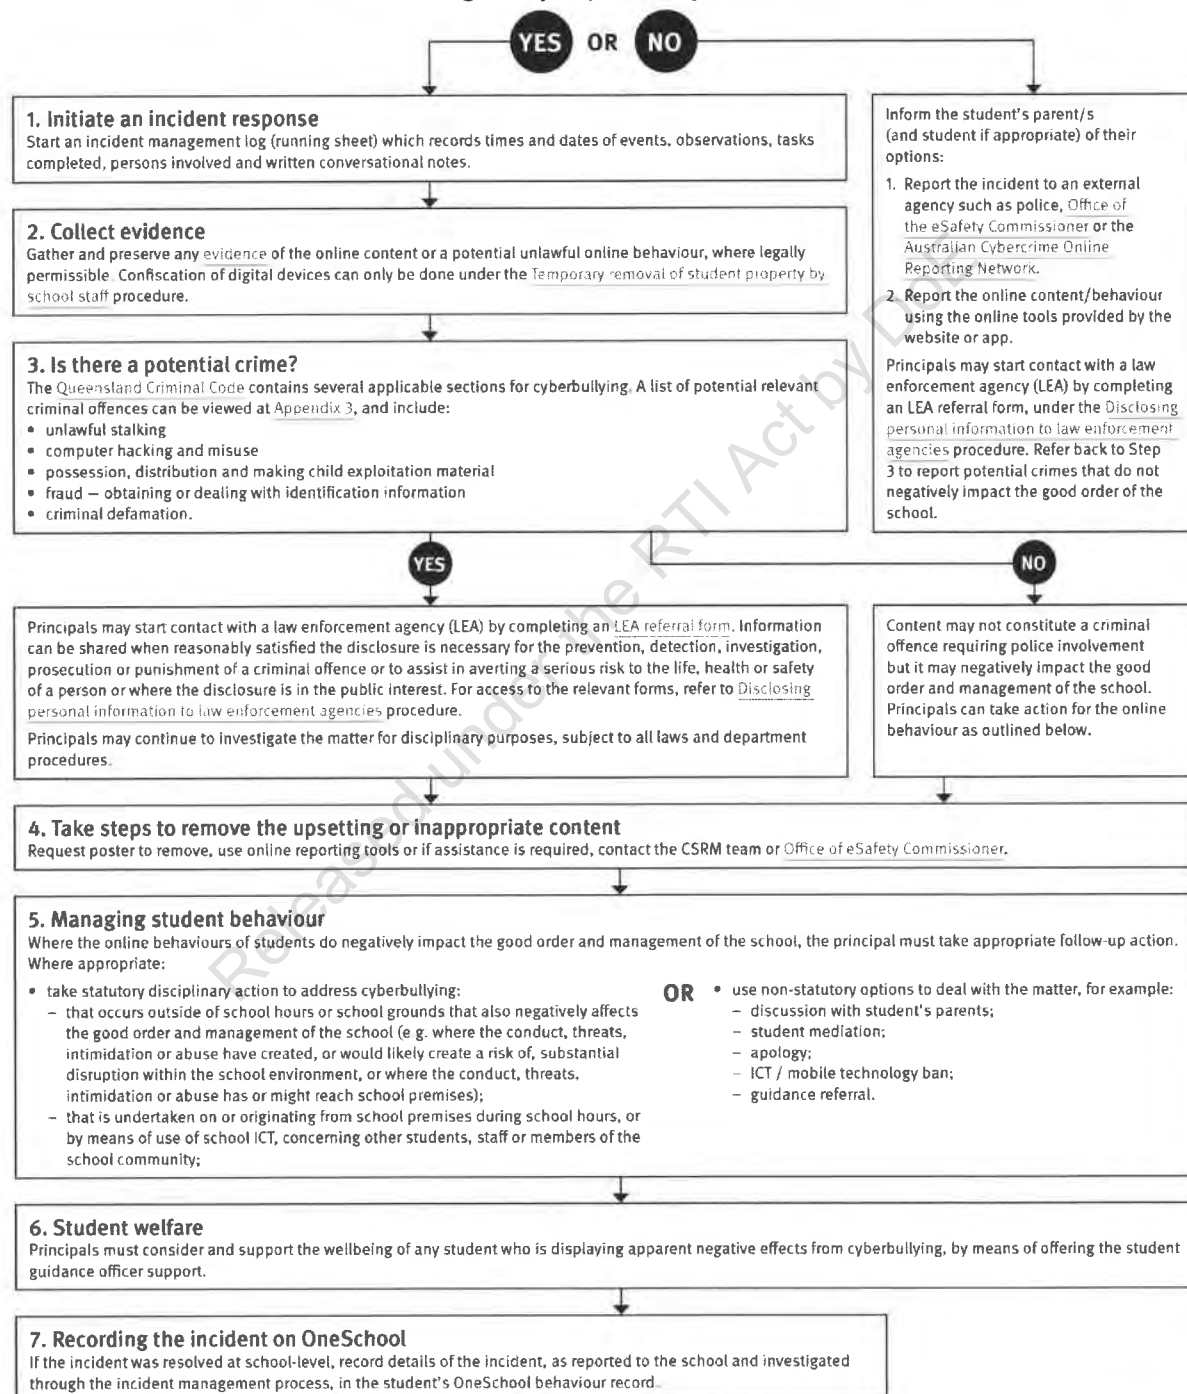 YES OR NO
1. Initiate an incident response
Start an incident management log (running sheet) which records times and dates of events, observations, tasks
completed, persons involved and written conversational notes.
2. Collect evidence
Gather and preserve any evidence of the online content or a potential unlawful online behaviour, where legally
permissible. Confiscation of digital devices can only be done under the Temporary removal of student property by
school staff procedure.
3. Is there a potential crime?
The Queensland Criminal Code contains several applicable sections for cyberbullying. A list of potential relevant
criminal offences can be viewed at Appendix 3, and include:
• unlawful stalking
• computer hacking and misuse
• possession, distribution and making child exploitation material
• fraud – obtaining or dealing with identification information
• criminal defamation.
Inform the student's parent/s
(and student if appropriate) of their
options:
1. Report the incident to an external
agency such as police, Office of
the eSafety Commissioner or the
Australian Cybercrime Online
Reporting Network.
2. Report the online content/behaviour
using the online tools provided by the
website or app.
Principals may start contact with a law
enforcement agency (LEA) by completing
an LEA referral form, under the Disclosing
personal information to law enforcement
agencies procedure. Refer back to Step
3 to report potential crimes that do not
negatively impact the good order of the
school.
YES
NO
Principals may start contact with a law enforcement agency (LEA) by completing an LEA referral form. Information
can be shared when reasonably satisfied the disclosure is necessary for the prevention, detection, investigation,
prosecution or punishment of a criminal offence or to assist in averting a serious risk to the life, health or safety
of a person or where the disclosure is in the public interest. For access to the relevant forms, refer to Disclosing
personal information to law enforcement agencies procedure.
Principals may continue to investigate the matter for disciplinary purposes, subject to all laws and department
procedures.
Content may not constitute a criminal
offence requiring police involvement
but it may negatively impact the good
order and management of the school.
Principals can take action for the online
behaviour as outlined below.
4. Take steps to remove the upsetting or inappropriate content
Request poster to remove, use online reporting tools or if assistance is required, contact the CSRM team or Office of eSafety Commissioner.
5. Managing student behaviour
Where the online behaviours of students do negatively impact the good order and management of the school, the principal must take appropriate follow-up action.
Where appropriate:
• take statutory disciplinary action to address cyberbullying:
– that occurs outside of school hours or school grounds that also negatively affects
the good order and management of the school (e.g. where the conduct, threats,
intimidation or abuse have created, or would likely create a risk of, substantial
disruption within the school environment, or where the conduct, threats,
intimidation or abuse has or might reach school premises);
– that is undertaken on or originating from school premises during school hours, or
by means of use of school ICT, concerning other students, staff or members of the
school community;
OR
• use non-statutory options to deal with the matter, for example:
– discussion with student's parents;
– student mediation;
– apology;
– ICT / mobile technology ban;
– guidance referral.
6. Student welfare
Principals must consider and support the wellbeing of any student who is displaying apparent negative effects from cyberbullying, by means of offering the student
guidance officer support.
7. Recording the incident on OneSchool
If the incident was resolved at school-level, record details of the incident, as reported to the school and investigated
through the incident management process, in the student's OneSchool behaviour record.
Released under the RTI Act by DoE